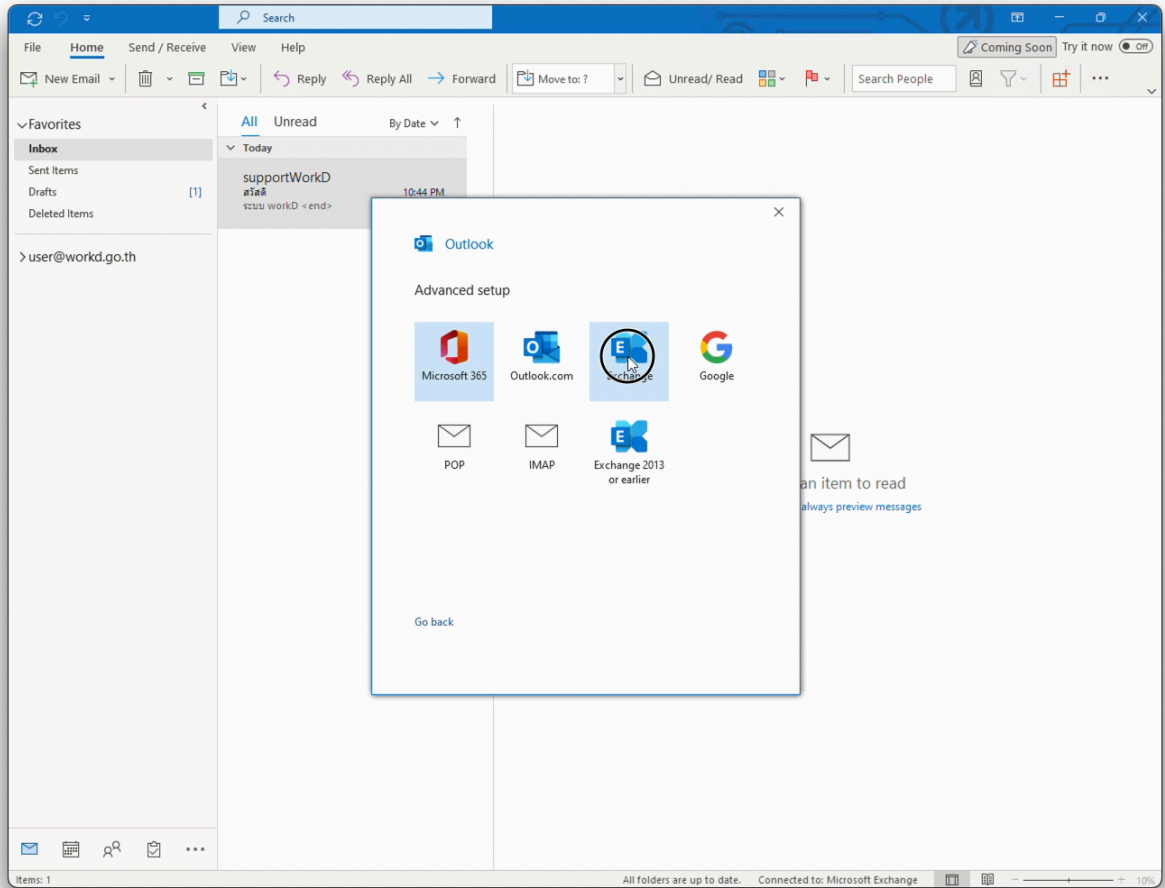 Search
File Home Send / Receive View Help
Coming Soon Try it now Off
New Email Reply Reply All Forward Move to: ? Unread/ Read Search People
Favorites
Inbox
Sent Items
Drafts [1]
Deleted Items
user@workd.go.th
All Unread By Date
Today
supportWorkD
สวัสดี 10:44 PM
ระบบ workD <end>
Outlook
Advanced setup
Microsoft 365 Outlook.com Exchange Google
POP IMAP Exchange 2013
or earlier
Go back
an item to read
always preview messages
Items: 1 All folders are up to date. Connected to: Microsoft Exchange 10%